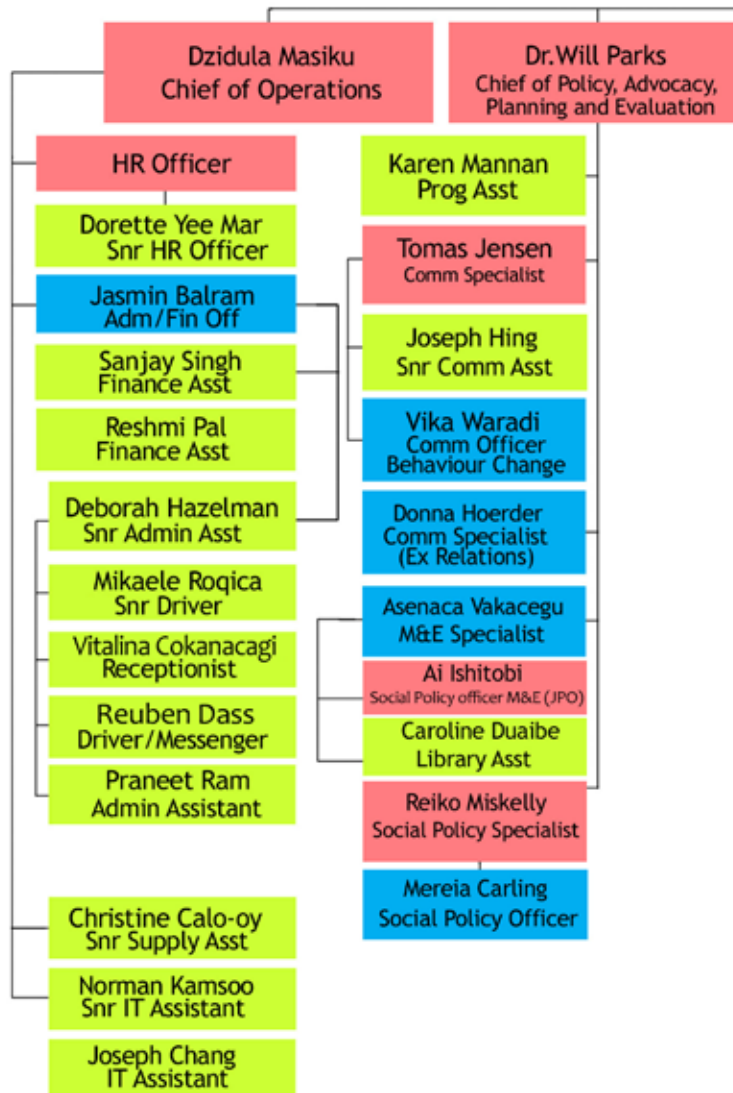 Dzidula Masiku
Chief of Operations
HR Officer
Dorette Yee Mar
Snr HR Officer
Jasmin Balram
Adm/Fin Off
Sanjay Singh
Finance Asst
Reshmi Pal
Finance Asst
Deborah Hazelman
Snr Admin Asst
Mikaele Roqica
Snr Driver
Vitalina Cokanacagi
Receptionist
Reuben Dass
Driver/Messenger
Praneet Ram
Admin Assistant
Christine Calo-oy
Snr Supply Asst
Norman Kamsoo
Snr IT Assistant
Joseph Chang
IT Assistant
Dr.Will Parks
Chief of Policy, Advocacy,
Planning and Evaluation
Karen Mannan
Prog Asst
Tomas Jensen
Comm Specialist
Joseph Hing
Snr Comm Asst
Vika Waradi
Comm Officer
Behaviour Change
Donna Hoerder
Comm Specialist
(Ex Relations)
Asenaca Vakacegu
M&E Specialist
Ai Ishitobi
Social Policy officer M&E (JPO)
Caroline Duaibe
Library Asst
Reiko Miskelly
Social Policy Specialist
Mereia Carling
Social Policy Officer